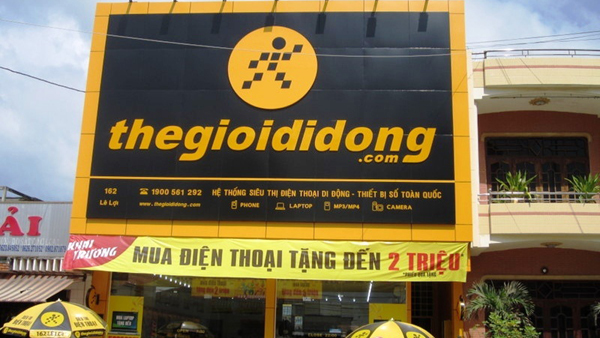 thegioididong
.com
162
Lê Lợi
1900 561 292
www.thegioididong.com
HỆ THỐNG SIÊU THỊ ĐIỆN THOẠI DI ĐỘNG - THIẾT BỊ SỐ TOÀN QUỐC
PHONE LAPTOP MP3/MP4 CAMERA
KHAI TRƯƠNG
MUA ĐIỆN THOẠI TẶNG ĐẾN 2 TRIỆU*
ẢI